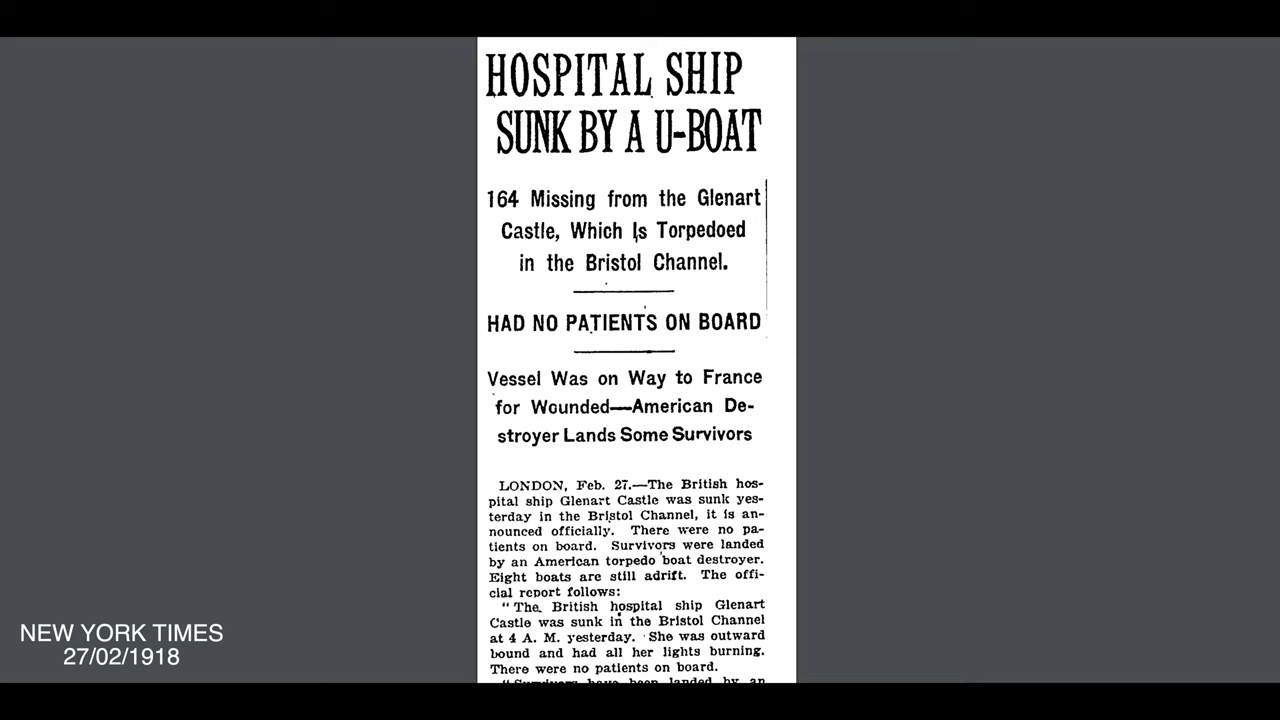 HOSPITAL SHIP
SUNK BY A U-BOAT
164 Missing from the Glenart
Castle, Which Is Torpedoed
in the Bristol Channel.
HAD NO PATIENTS ON BOARD
Vessel Was on Way to France
for Wounded—American De-
stroyer Lands Some Survivors
LONDON, Feb. 27.—The British hos-
pital ship Glenart Castle was sunk yes-
terday in the Bristol Channel, it is an-
nounced officially. There were no pa-
tients on board. Survivors were landed
by an American torpedo boat destroyer.
Eight boats are still adrift. The offi-
cial report follows:
"The British hospital ship Glenart
Castle was sunk in the Bristol Channel
at 4 A. M. yesterday. She was outward
bound and had all her lights burning.
There were no patients on board.
"Survivors have been landed by an
NEW YORK TIMES
27/02/1918